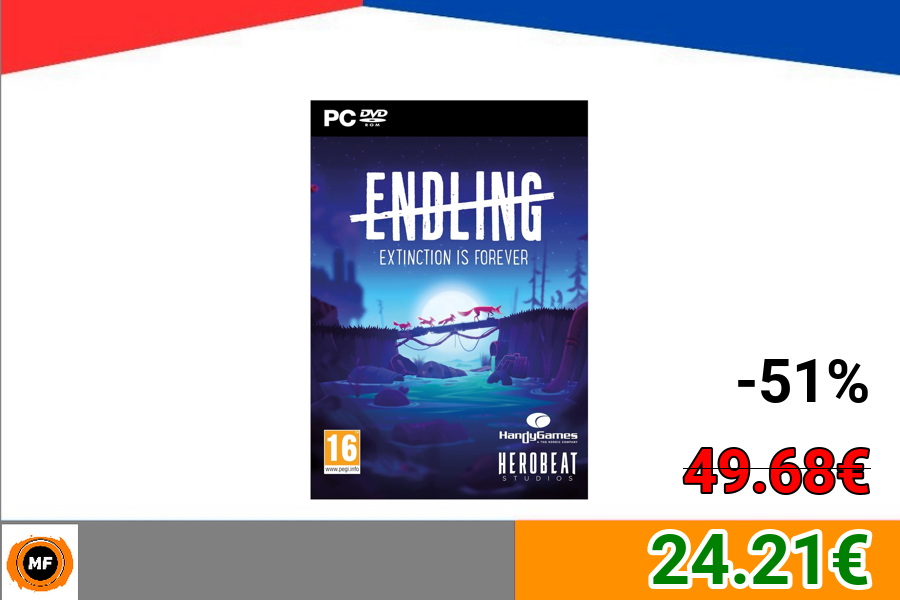 PC DVD
ROM
ENDLING
EXTINCTION IS FOREVER
-51%
16
www.pegi.info
HandyGames
HEROBEAT
STUDIOS
49.68€
MF
24.21€